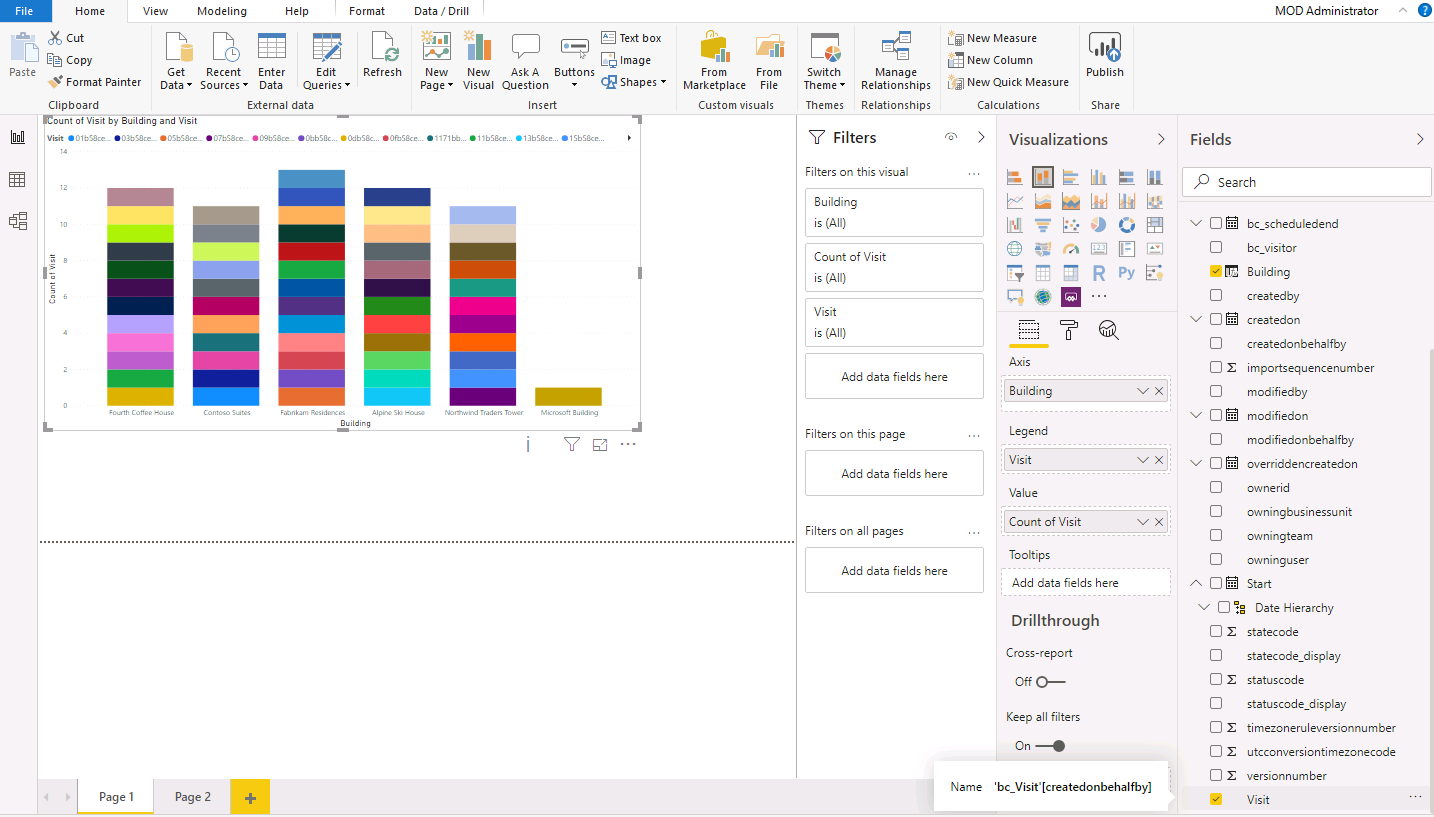 File Home View Modeling Help Format Data / Drill MOD Administrator ?
Paste
Cut
Copy
Format Painter
Clipboard
Get Data
Recent Sources
Enter Data
Edit Queries
Refresh
External data
New Page
New Visual
Ask A Question
Buttons
Text box
Image
Shapes
Insert
From Marketplace
From File
Custom visuals
Switch Theme
Themes
Manage Relationships
Relationships
New Measure
New Column
New Quick Measure
Calculations
Publish
Share
Count of Visit by Building and Visit
Visit 01b58ce... 03b58ce... 05b58ce... 07b58ce... 09b58ce... 0bb58c... 0db58c... 0fb58ce... 1171bb... 11b58ce... 13b58ce... 15b58ce...
14
12
10
8
6
4
2
0
Count of Visit
Fourth Coffee House Contoso Suites Fabrikam Residences Alpine Ski House Northwind Traders Tower Microsoft Building
Building
Filters
Filters on this visual ...
Building
is (All)
Count of Visit
is (All)
Visit
is (All)
Add data fields here
Filters on this page ...
Add data fields here
Filters on all pages ...
Add data fields here
Visualizations
R Py ...
Axis
Building
Legend
Visit
Value
Count of Visit
Tooltips
Add data fields here
Drillthrough
Cross-report
Off
Keep all filters
On
Name 'bc_Visit'[createdonbehalfby]
Fields
Search
bc_scheduledend
bc_visitor
Building
createdby
createdon
createdonbehalfby
Σ importsequencenumber
modifiedby
modifiedon
modifiedonbehalfby
overriddencreatedon
ownerid
owningbusinessunit
owningteam
owninguser
Start
Date Hierarchy
Σ statecode
statecode_display
Σ statuscode
statuscode_display
Σ timezoneruleversionnumber
Σ utcconversiontimezonecode
Σ versionnumber
Visit ...
Page 1 Page 2 +